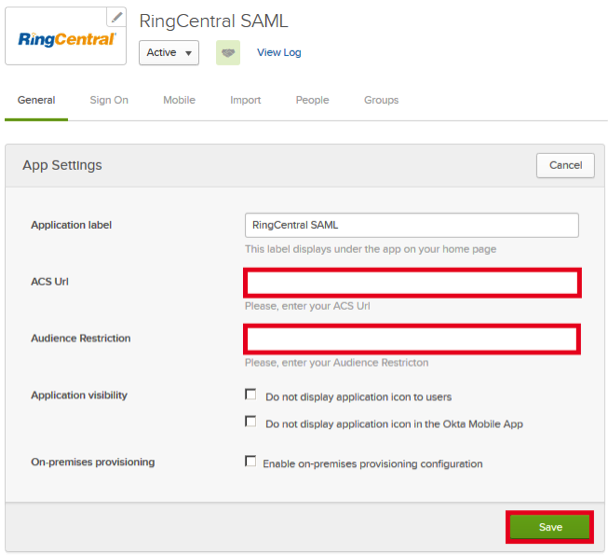 RingCentral
RingCentral SAML
Active
View Log
General Sign On Mobile Import People Groups
App Settings
Cancel
Application label
RingCentral SAML
This label displays under the app on your home page
ACS Url
Please, enter your ACS Url
Audience Restriction
Please, enter your Audience Restricton
Application visibility
Do not display application icon to users
Do not display application icon in the Okta Mobile App
On-premises provisioning
Enable on-premises provisioning configuration
Save